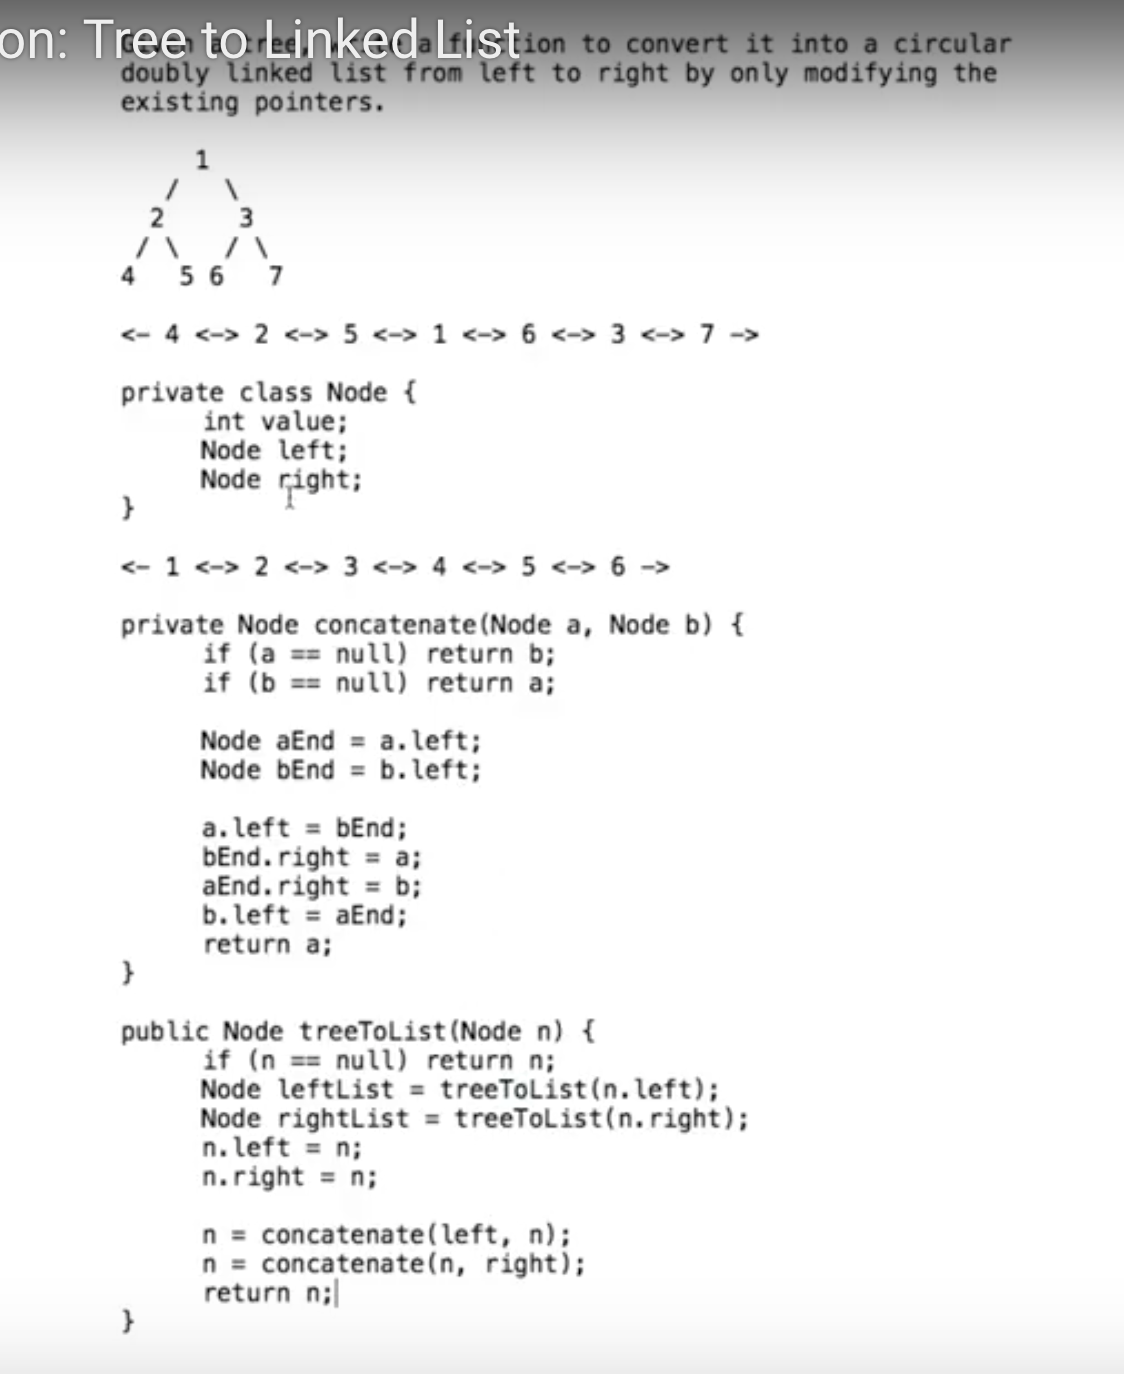 on: Tree to Linked List
tree, a function to convert it into a circular
doubly linked list from left to right by only modifying the
existing pointers.
1
/ \
2 3
/ \ / \
4 5 6 7
<- 4 <-> 2 <-> 5 <-> 1 <-> 6 <-> 3 <-> 7 ->
private class Node {
int value;
Node left;
Node right;
}
<- 1 <-> 2 <-> 3 <-> 4 <-> 5 <-> 6 ->
private Node concatenate(Node a, Node b) {
if (a == null) return b;
if (b == null) return a;
Node aEnd = a.left;
Node bEnd = b.left;
a.left = bEnd;
bEnd.right = a;
aEnd.right = b;
b.left = aEnd;
return a;
}
public Node treeToList(Node n) {
if (n == null) return n;
Node leftList = treeToList(n.left);
Node rightList = treeToList(n.right);
n.left = n;
n.right = n;
n = concatenate(left, n);
n = concatenate(n, right);
return n;
}